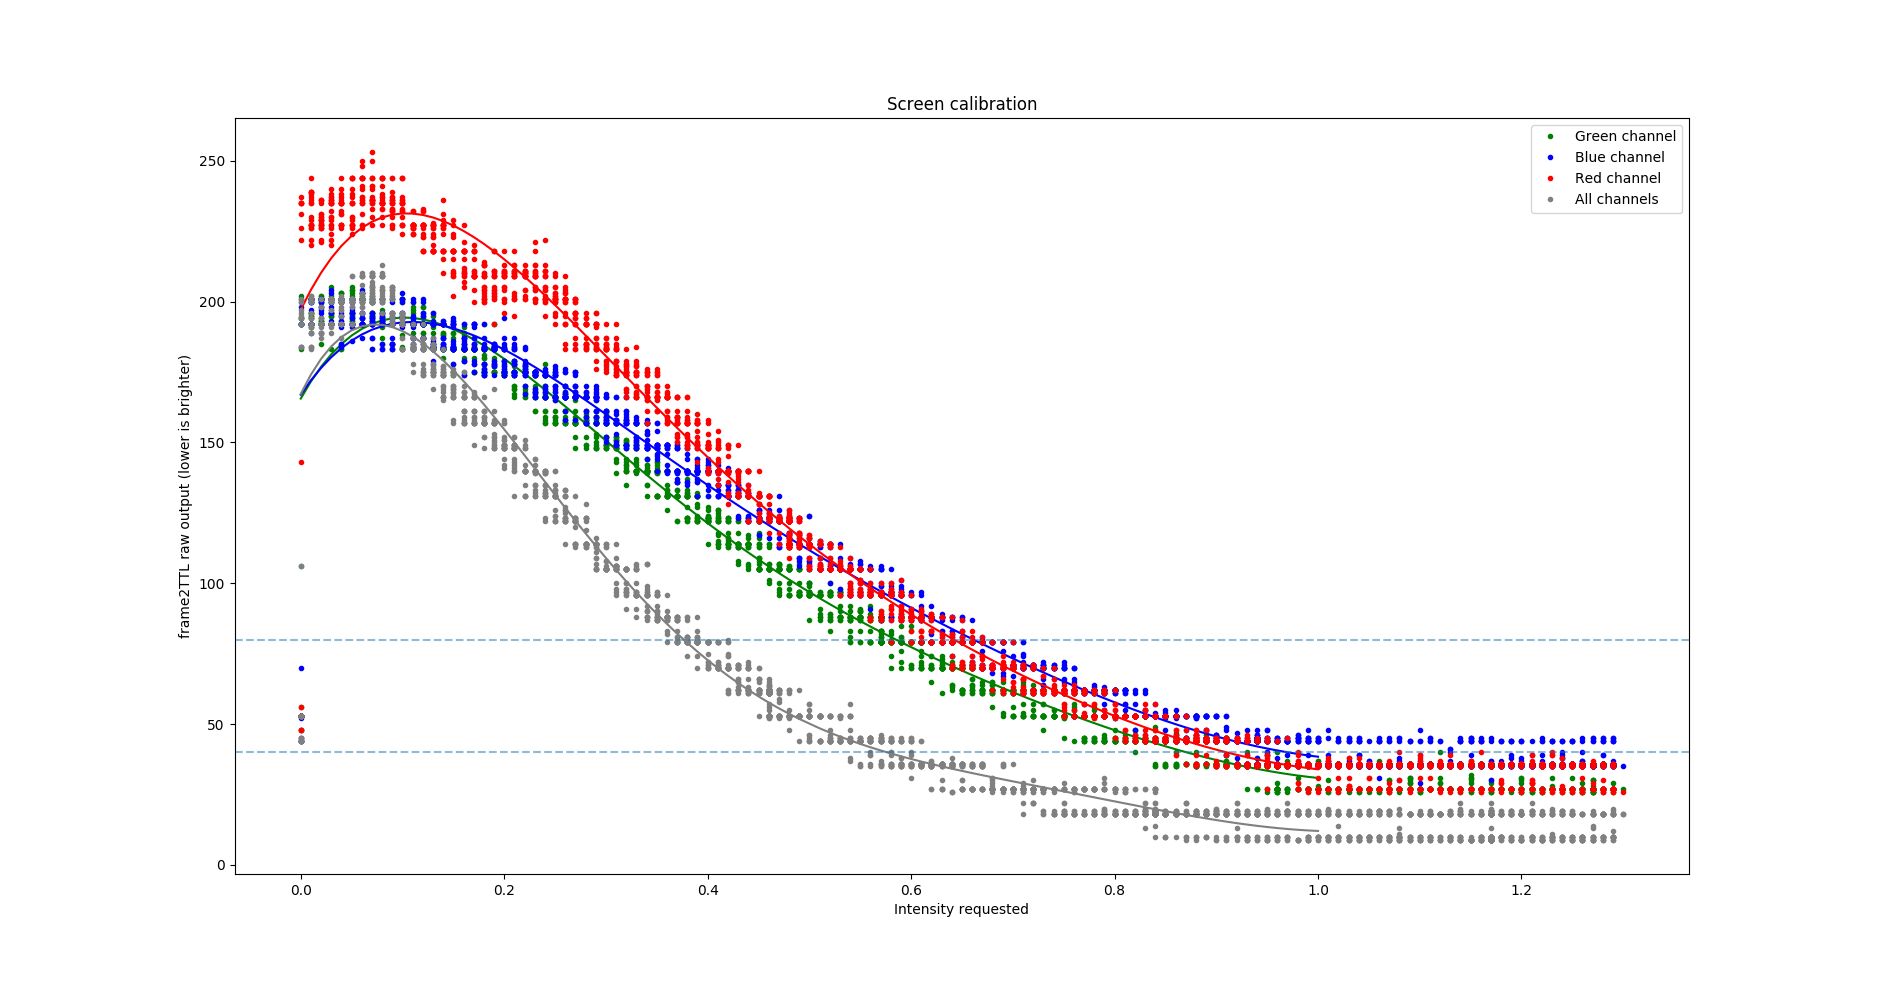 Screen calibration
Green channel
Blue channel
Red channel
All channels
250
200
150
100
50
0
frame2TTL raw output (lower is brighter)
0.0 0.2 0.4 0.6 0.8 1.0 1.2
Intensity requested